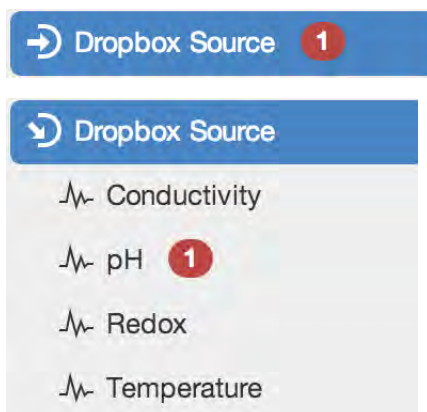 Dropbox Source 1
Dropbox Source
Conductivity
pH 1
Redox
Temperature